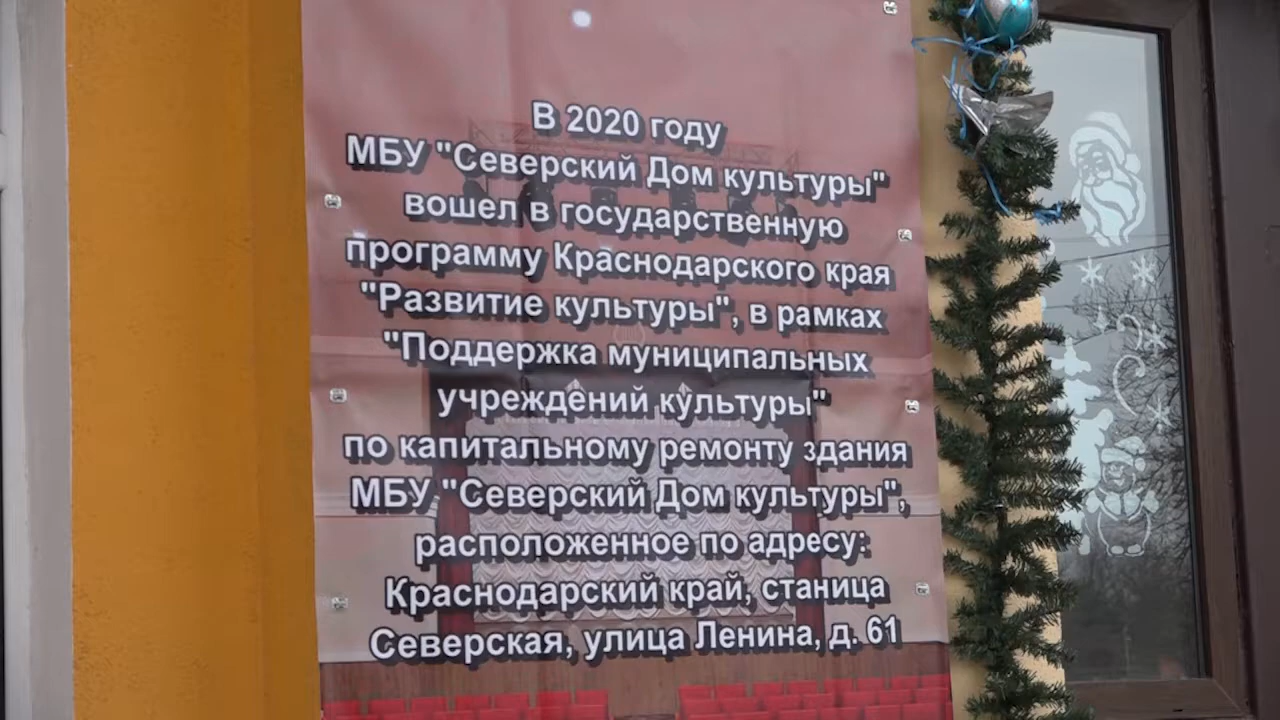 В 2020 году
МБУ "Северский Дом культуры"
вошел в государственную
программу Краснодарского края
"Развитие культуры", в рамках
"Поддержка муниципальных
учреждений культуры"
по капитальному ремонту здания
МБУ "Северский Дом культуры",
расположенное по адресу:
Краснодарский край, станица
Северская, улица Ленина, д. 61